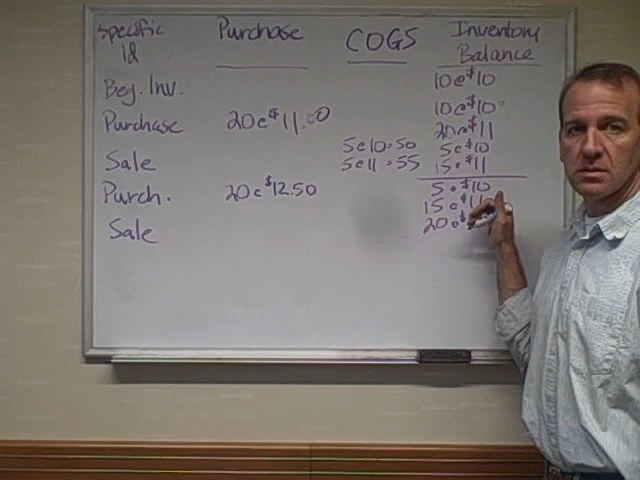 Specific Purchase COGS Inventory
Id Balance
Beg. Inv. 10@$10
10@$10
Purchase 20@$11.00 20@$11
5@10=50 5@$10
Sale 5@11=55 15@$11
Purch. 20@$12.50 5@$10
15@$11
Sale 20@$